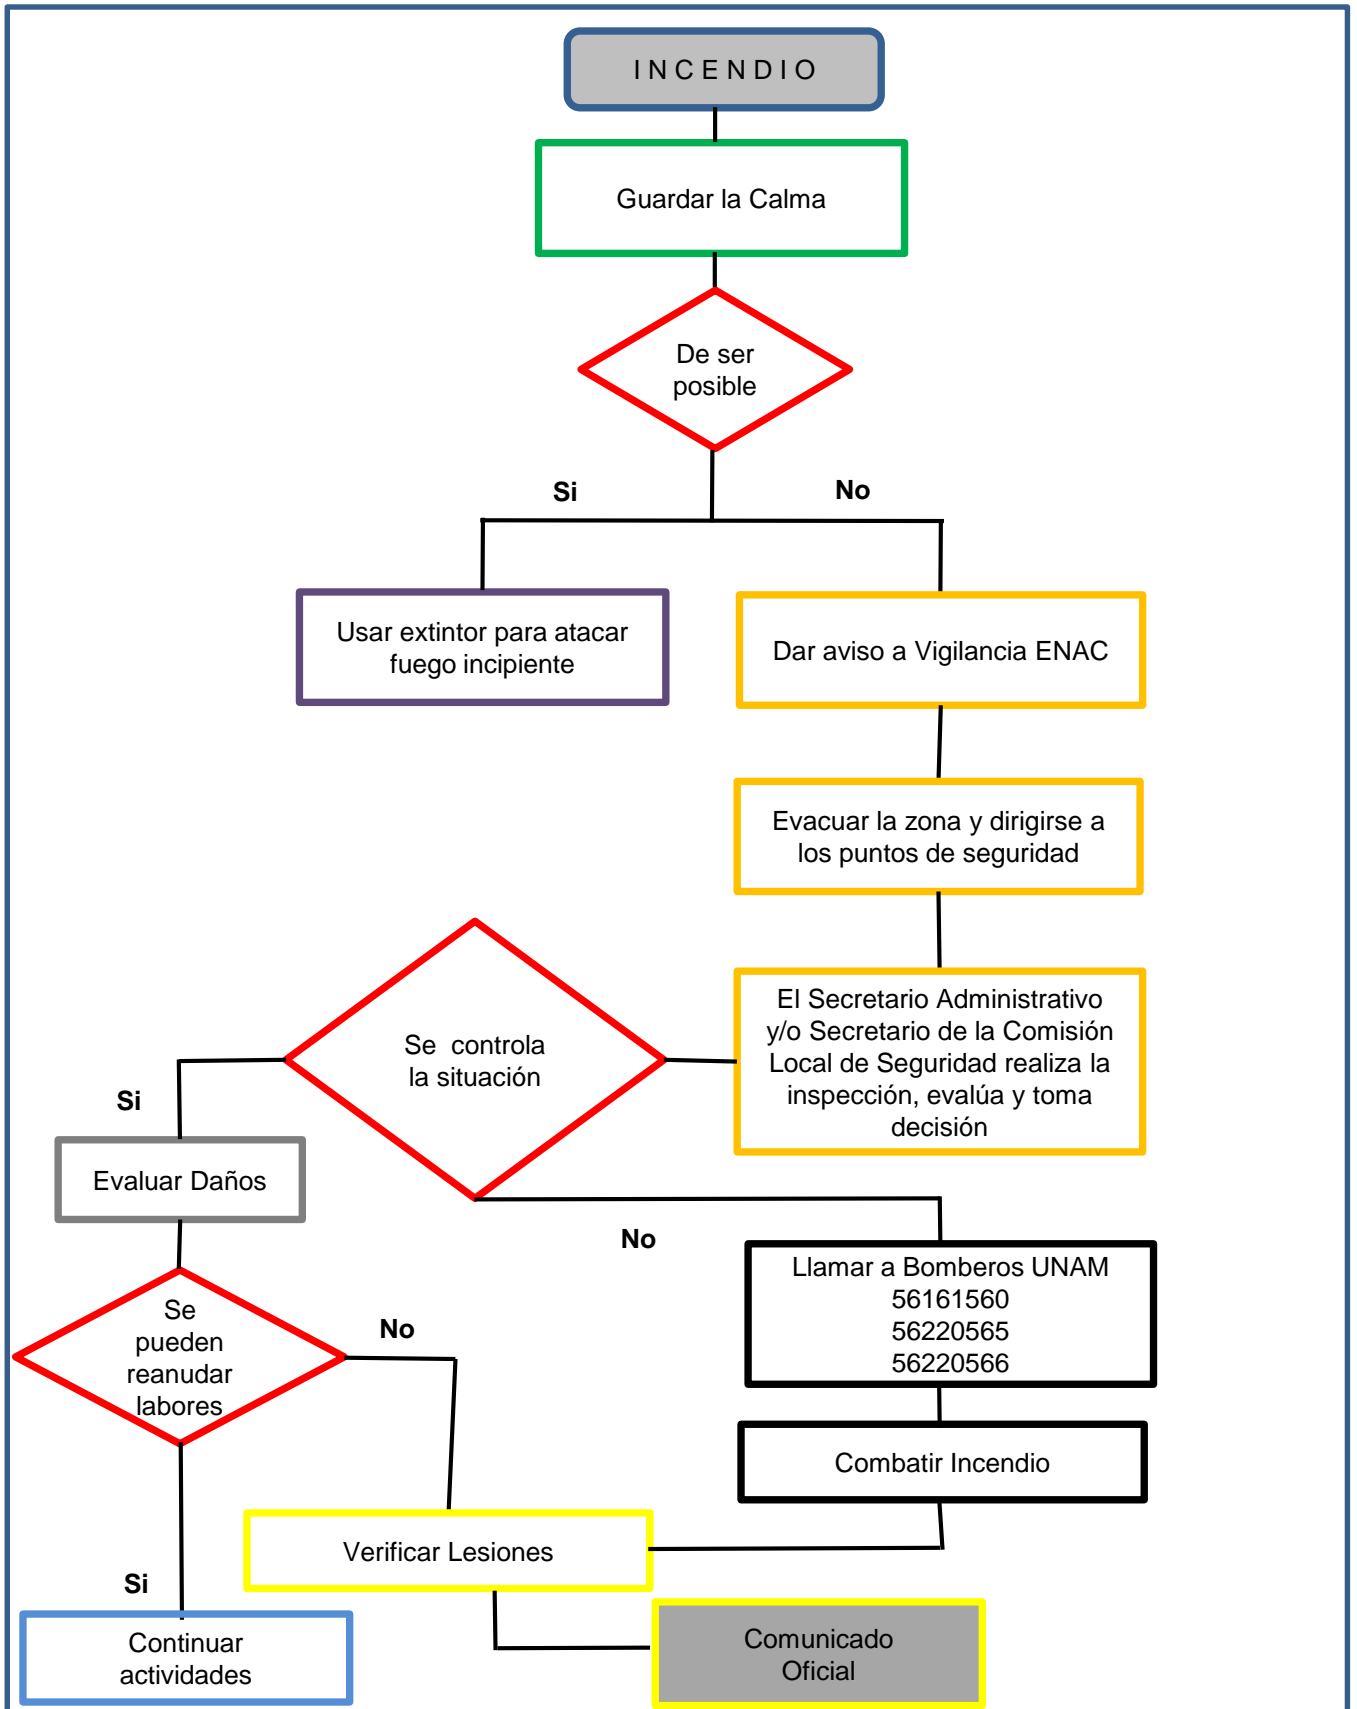 I N C E N D I O
Guardar la Calma
De ser
posible
Si
No
Usar extintor para atacar
fuego incipiente
Dar aviso a Vigilancia ENAC
Evacuar la zona y dirigirse a
los puntos de seguridad
El Secretario Administrativo
y/o Secretario de la Comisión
Local de Seguridad realiza la
inspección, evalúa y toma
decisión
Se controla
la situación
Si
Evaluar Daños
No
Llamar a Bomberos UNAM
56161560
56220565
56220566
Se
pueden
reanudar
labores
No
Combatir Incendio
Verificar Lesiones
Si
Continuar
actividades
Comunicado
Oficial